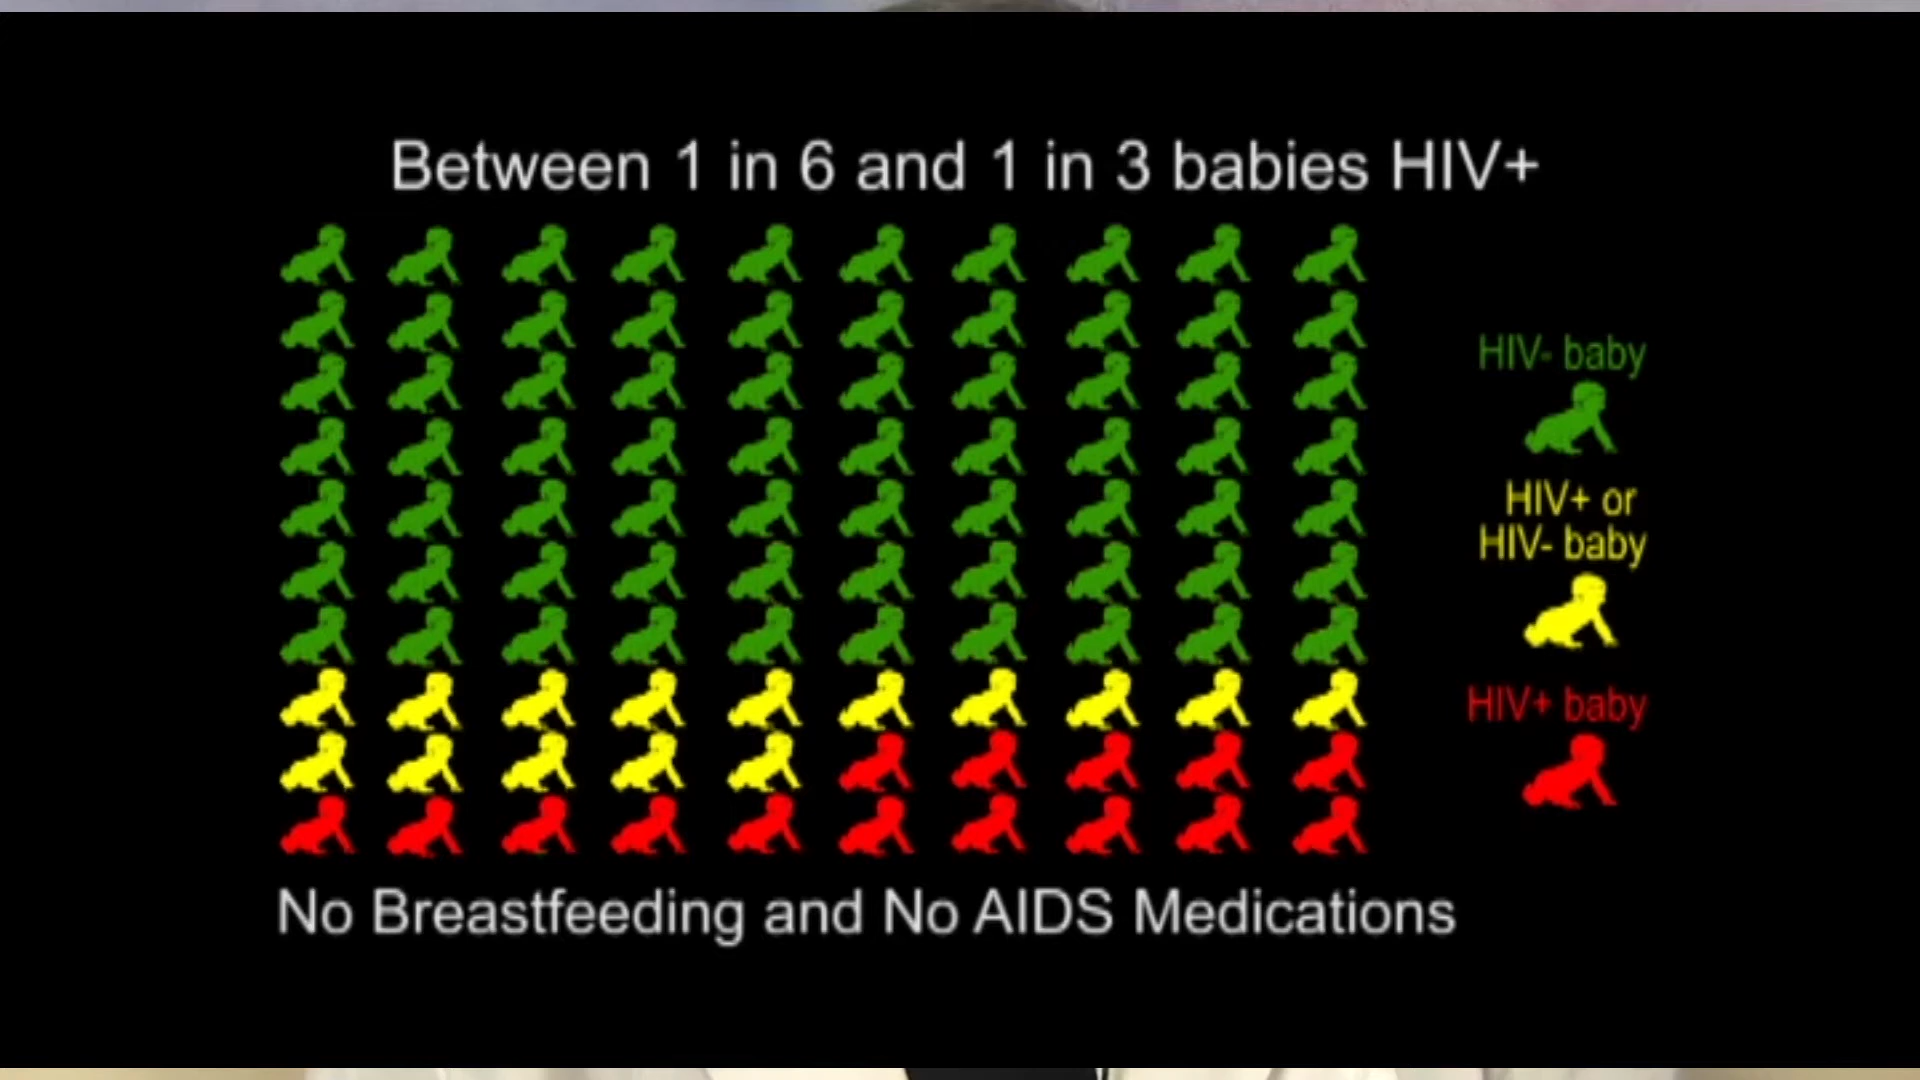 Between 1 in 6 and 1 in 3 babies HIV+
HIV- baby
HIV+ or
HIV- baby
HIV+ baby
No Breastfeeding and No AIDS Medications